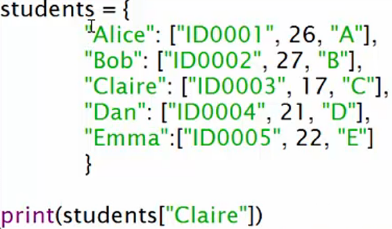 students = {
"Alice": ["ID0001", 26, "A"],
"Bob": ["ID0002", 27, "B"],
"Claire": ["ID0003", 17, "C"],
"Dan": ["ID0004", 21, "D"],
"Emma":["ID0005", 22, "E"]
}
print(students["Claire"])